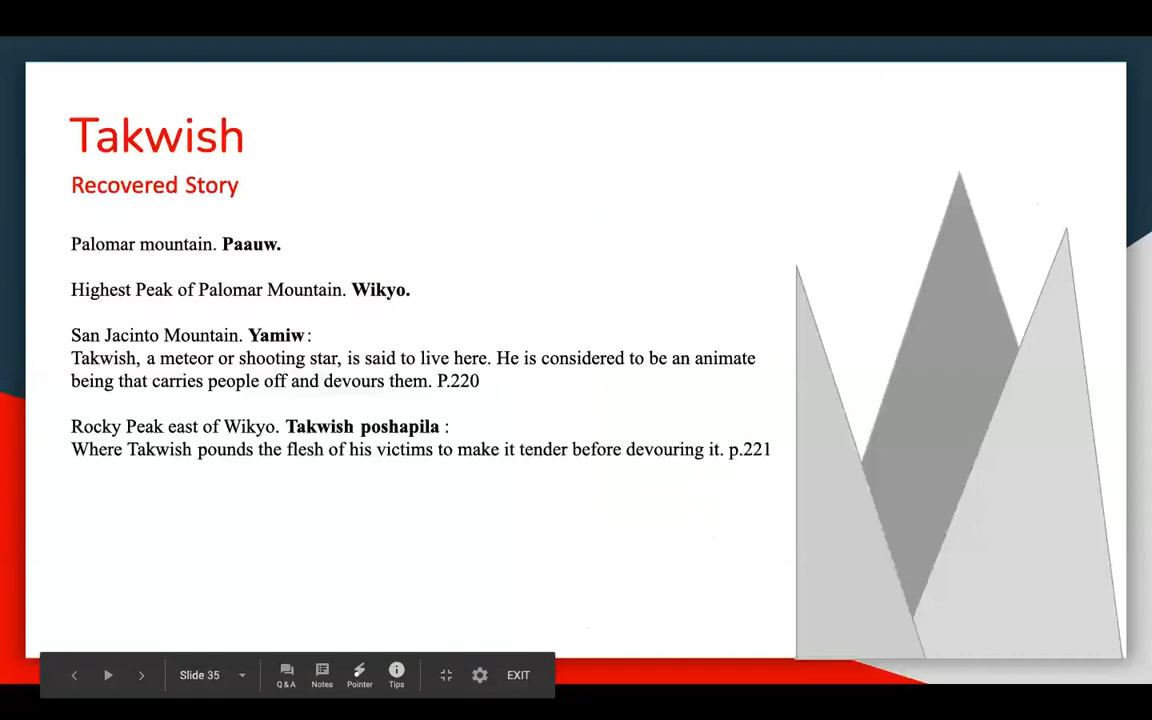 Takwish
Recovered Story
Palomar mountain. Paauw.
Highest Peak of Palomar Mountain. Wikyo.
San Jacinto Mountain. Yamiw :
Takwish, a meteor or shooting star, is said to live here. He is considered to be an animate
being that carries people off and devours them. P.220
Rocky Peak east of Wikyo. Takwish poshapila :
Where Takwish pounds the flesh of his victims to make it tender before devouring it. p.221
Slide 35
Q & A
Notes
Pointer
Tips
EXIT